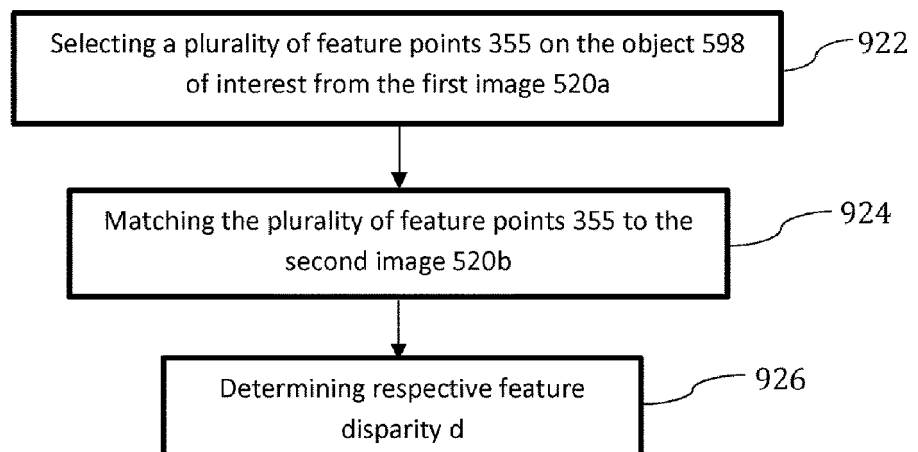 Selecting a plurality of feature points 355 on the object 598
of interest from the first image 520a
922
Matching the plurality of feature points 355 to the
second image 520b
924
Determining respective feature
disparity d
926